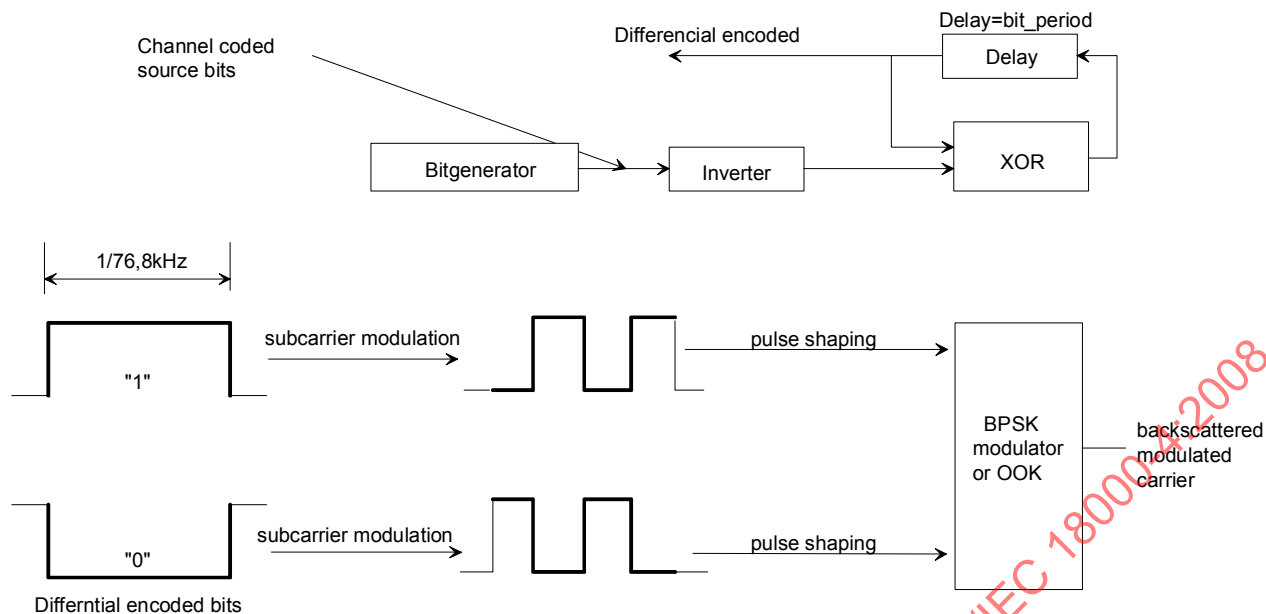 Delay=bit_period
Differencial encoded
Channel coded
source bits
Delay
Bitgenerator
Inverter
XOR
1/76,8kHz
subcarrier modulation
pulse shaping
"1"
BPSK
modulator
or OOK
backscattered
modulated
carrier
subcarrier modulation
pulse shaping
"0"
Differntial encoded bits
IEC 18000-4:2008